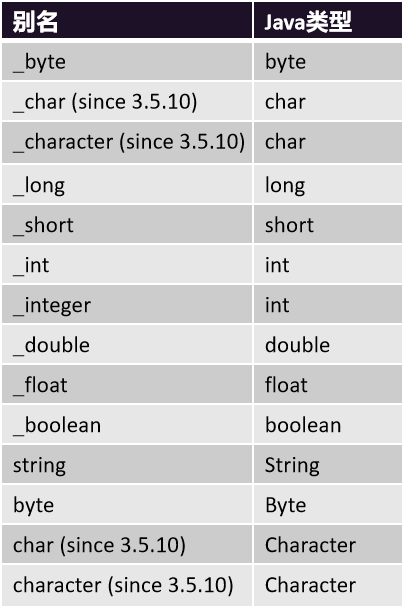 别名 Java类型
_byte byte
_char (since 3.5.10) char
_character (since 3.5.10) char
_long long
_short short
_int int
_integer int
_double double
_float float
_boolean boolean
string String
byte Byte
char (since 3.5.10) Character
character (since 3.5.10) Character